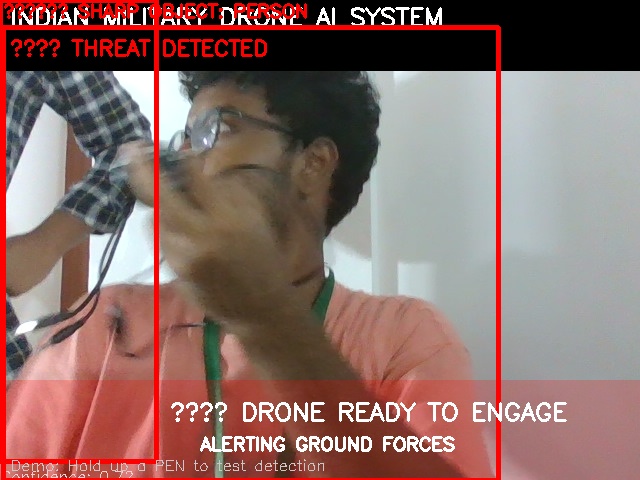 ?????? SHARP OBJECT: PERSON
INDIAN MILITARY DRONE AI SYSTEM
???? THREAT DETECTED
???? DRONE READY TO ENGAGE
ALERTING GROUND FORCES
Demo: Hold up a PEN to test detection
Confidence: 0.72